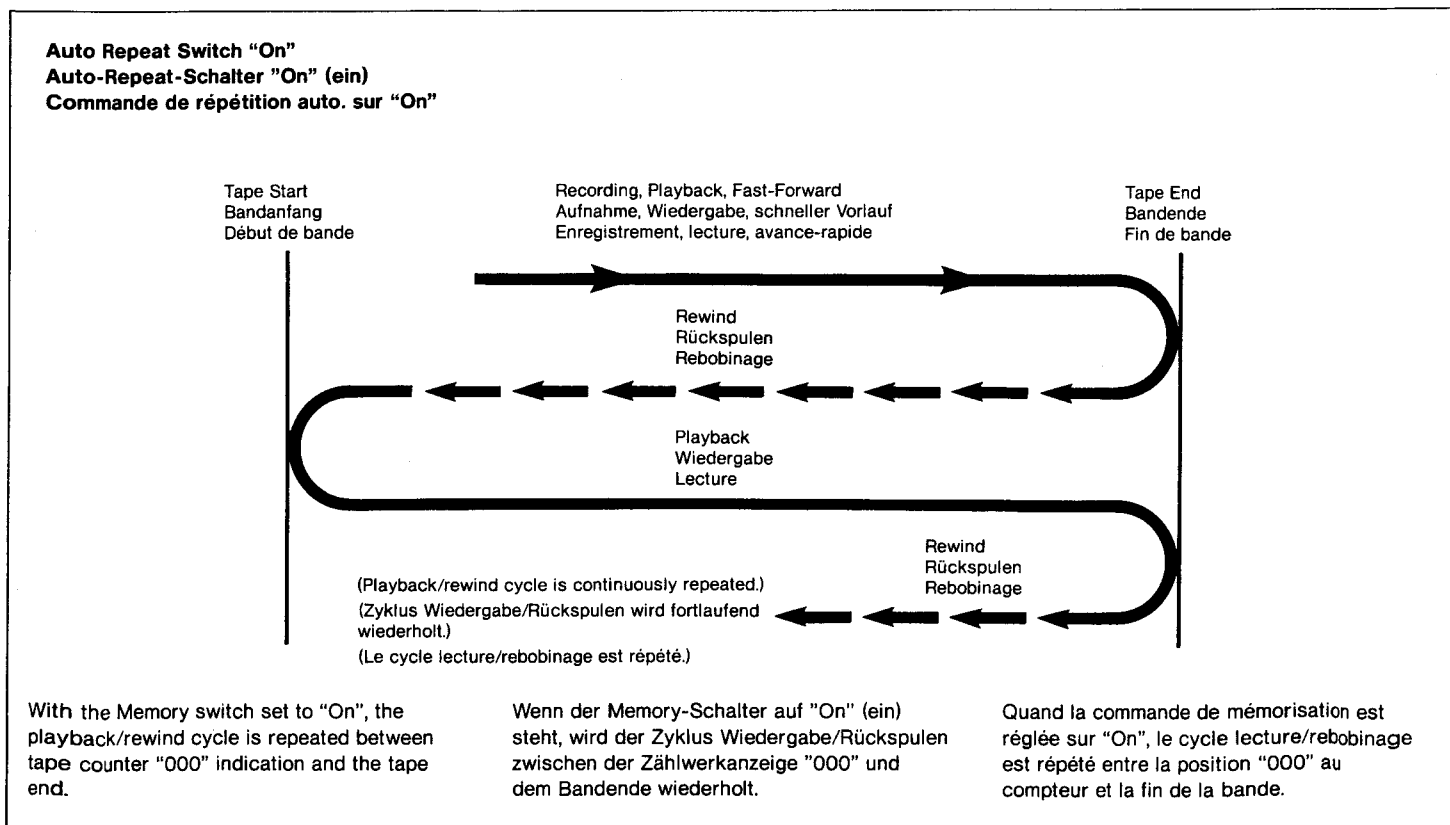 Auto Repeat Switch “On”
Auto-Repeat-Schalter ”On” (ein)
Commande de répétition auto. sur “On”
Tape Start
Bandanfang
Début de bande
Recording, Playback, Fast-Forward
Aufnahme, Wiedergabe, schneller Vorlauf
Enregistrement, lecture, avance-rapide
Tape End
Bandende
Fin de bande
Rewind
Rückspulen
Rebobinage
Playback
Wiedergabe
Lecture
Rewind
Rückspulen
Rebobinage
(Playback/rewind cycle is continuously repeated.)
(Zyklus Wiedergabe/Rückspulen wird fortlaufend
wiederholt.)
(Le cycle lecture/rebobinage est répété.)
With the Memory switch set to “On”, the
playback/rewind cycle is repeated between
tape counter “000” indication and the tape
end.
Wenn der Memory-Schalter auf ”On” (ein)
steht, wird der Zyklus Wiedergabe/Rückspulen
zwischen der Zählwerkanzeige ”000” und
dem Bandende wiederholt.
Quand la commande de mémorisation est
réglée sur “On”, le cycle lecture/rebobinage
est répété entre la position “000” au
compteur et la fin de la bande.